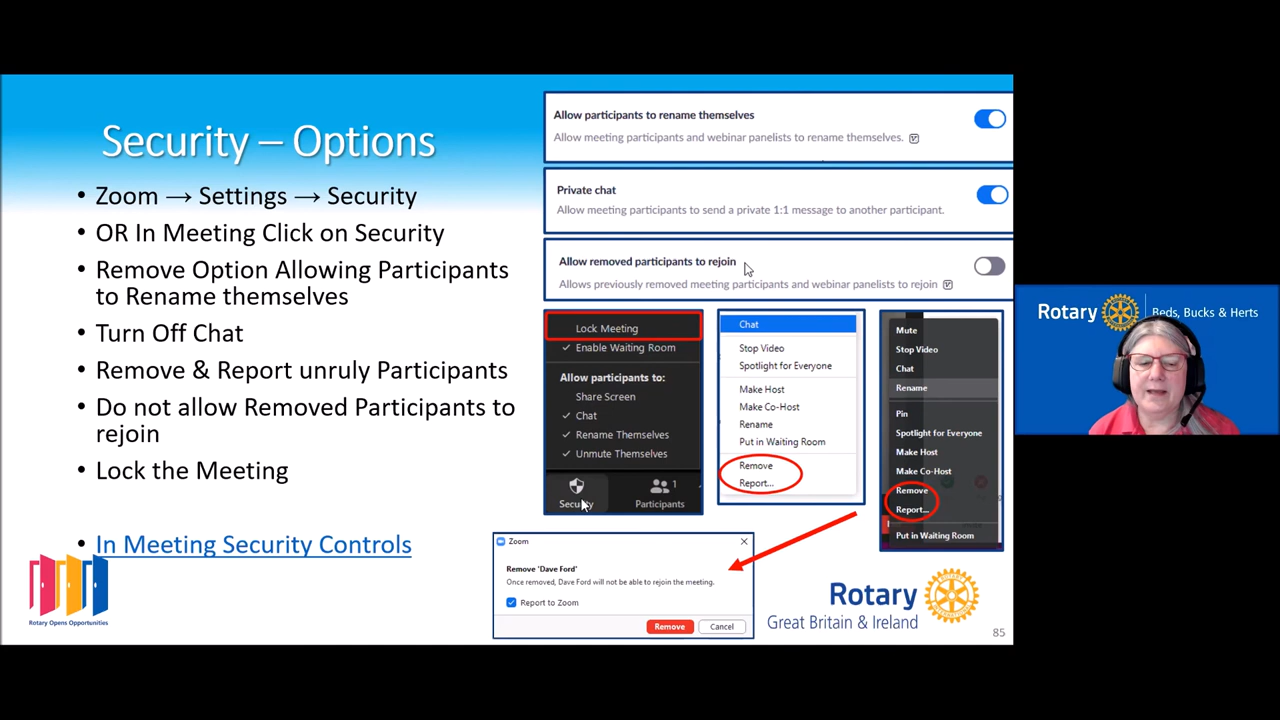 Security – Options
• Zoom → Settings → Security
• OR In Meeting Click on Security
• Remove Option Allowing Participants
to Rename themselves
• Turn Off Chat
• Remove & Report unruly Participants
• Do not allow Removed Participants to
rejoin
• Lock the Meeting
• In Meeting Security Controls
Rotary Opens Opportunities
Allow participants to rename themselves
Allow meeting participants and webinar panelists to rename themselves.
Private chat
Allow meeting participants to send a private 1:1 message to another participant.
Allow removed participants to rejoin
Allows previously removed meeting participants and webinar panelists to rejoin
Lock Meeting
✓ Enable Waiting Room
Allow participants to:
Share Screen
✓ Chat
✓ Rename Themselves
✓ Unmute Themselves
Security
Participants
1
Chat
Stop Video
Spotlight for Everyone
Make Host
Make Co-Host
Rename
Put in Waiting Room
Remove
Report...
Mute
Stop Video
Chat
Rename
Pin
Spotlight for Everyone
Make Host
Make Co-Host
Remove
Report...
Put in Waiting Room
Zoom
Remove 'Dave Ford'
Once removed, Dave Ford will not be able to rejoin the meeting.
Report to Zoom
Remove
Cancel
Rotary
Great Britain & Ireland
85
Rotary
Beds, Bucks & Herts